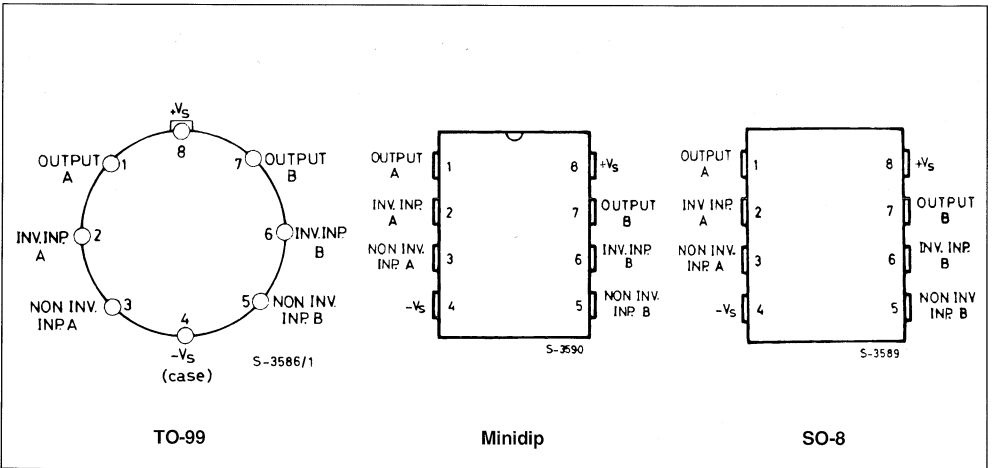 +Vs
8
OUTPUT
A
1
7
OUTPUT
B
INV.INP.
A
2
6
INV.INP.
B
NON INV.
INP.A
3
5
NON INV.
INP. B
4
-Vs
(case)
S-3586/1
TO-99
OUTPUT
A
1
8
+Vs
INV. INP.
A
2
7
OUTPUT
B
NON INV.
INP. A
3
6
INV.INP.
B
-Vs
4
5
NON INV.
INP. B
S-3590
Minidip
OUTPUT
A
1
8
+Vs
INV INP.
A
2
7
OUTPUT
B
NON INV.
INP. A
3
6
INV. INP.
B
-Vs
4
5
NON INV
INP. B
S-3589
SO-8